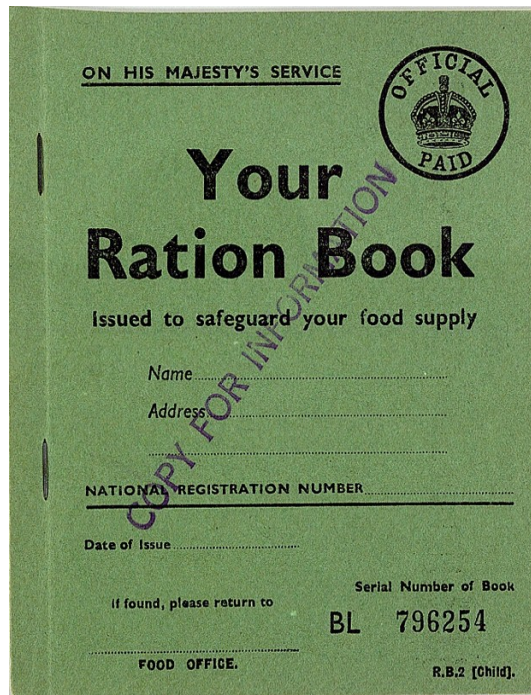 ON HIS MAJESTY'S SERVICE
OFFICIAL
PAID
Your
Ration Book
Issued to safeguard your food supply
Name
Address
NATIONAL REGISTRATION NUMBER
Date of Issue
If found, please return to
FOOD OFFICE.
Serial Number of Book
BL 796254
R.B.2 [Child].
COPY FOR INFORMATION